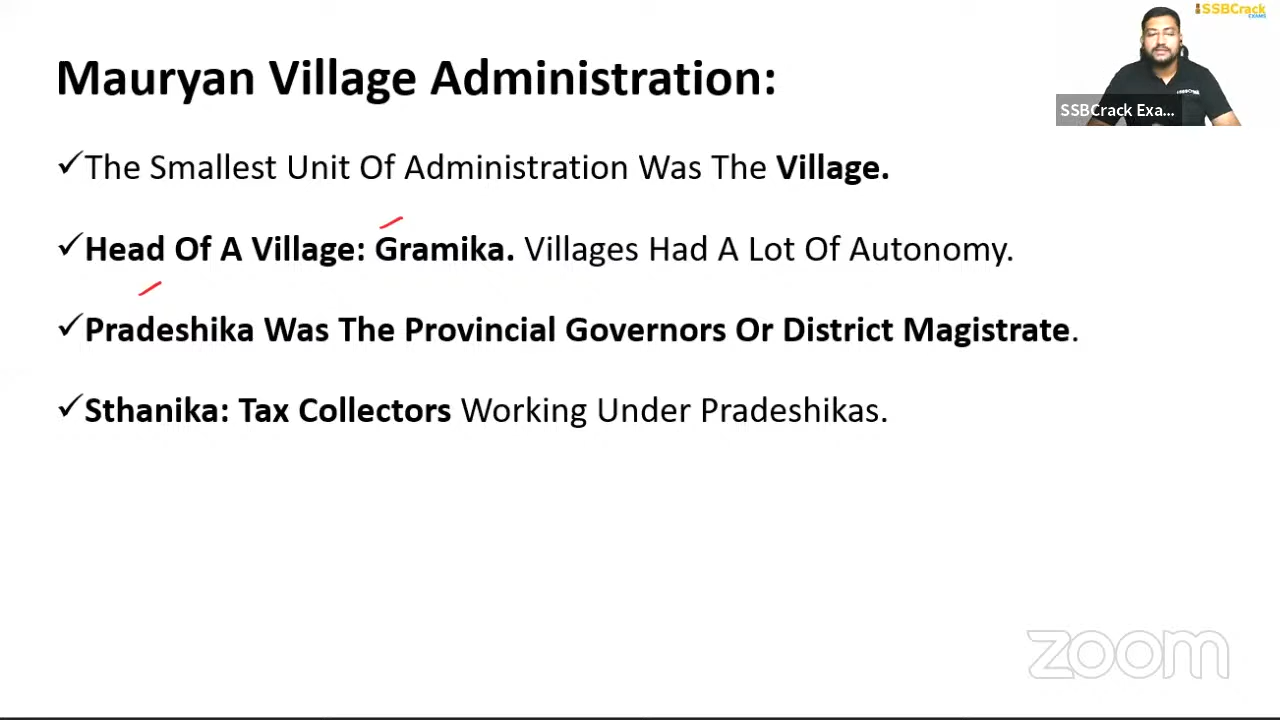 SSBCrack
EXAMS
SSBCrack Exa...
Mauryan Village Administration:
✓The Smallest Unit Of Administration Was The Village.
✓Head Of A Village: Gramika. Villages Had A Lot Of Autonomy.
✓Pradeshika Was The Provincial Governors Or District Magistrate.
✓Sthanika: Tax Collectors Working Under Pradeshikas.
zoom